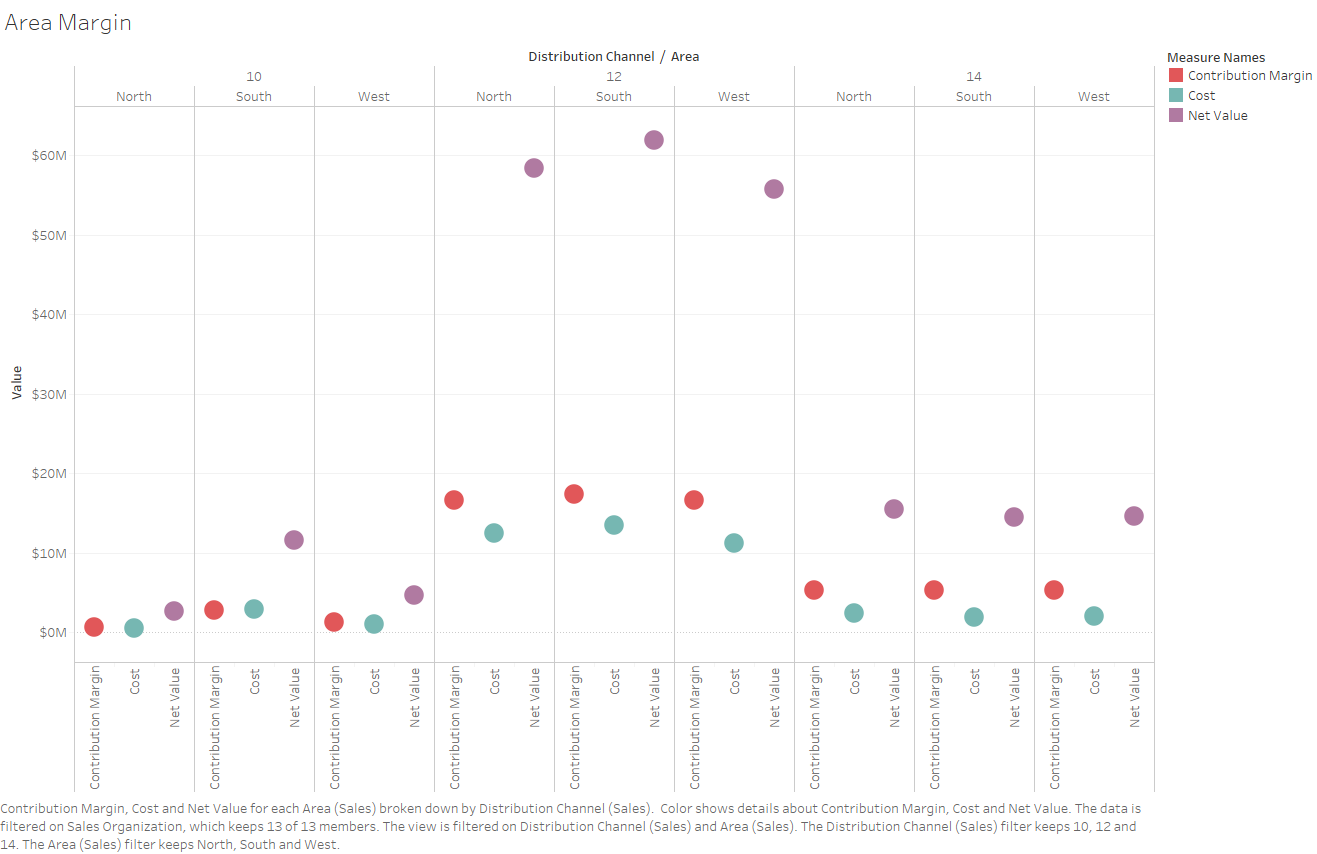 Area Margin
Distribution Channel / Area
10 12 14
North South West North South West North South West
Measure Names
Contribution Margin
Cost
Net Value
Value
$60M
$50M
$40M
$30M
$20M
$10M
$0M
Contribution Margin
Cost
Net Value
Contribution Margin
Cost
Net Value
Contribution Margin
Cost
Net Value
Contribution Margin
Cost
Net Value
Contribution Margin
Cost
Net Value
Contribution Margin
Cost
Net Value
Contribution Margin
Cost
Net Value
Contribution Margin
Cost
Net Value
Contribution Margin
Cost
Net Value
Contribution Margin, Cost and Net Value for each Area (Sales) broken down by Distribution Channel (Sales).  Color shows details about Contribution Margin, Cost and Net Value. The data is
filtered on Sales Organization, which keeps 13 of 13 members. The view is filtered on Distribution Channel (Sales) and Area (Sales). The Distribution Channel (Sales) filter keeps 10, 12 and
14. The Area (Sales) filter keeps North, South and West.